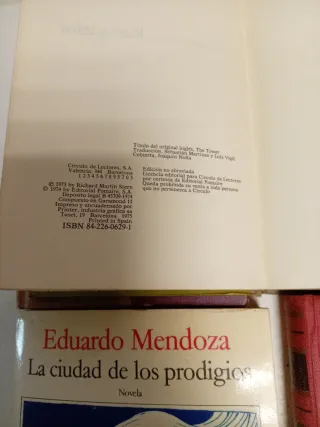 Título del original inglés, The Tower
Traducción, Sebastián Martínez y Luis Vigil
Cubierta, Joaquín Nolla
Círculo de Lectores, S.A.
Valencia, 344 Barcelona
1 2 3 4 5 6 7 8 9 5 7 0 5
Edición no abreviada
Licencia editorial para Círculo de Lectores
por cortesía de Editorial Pomaire
Queda prohibida su venta a toda persona
que no pertenezca a Círculo
© 1973 by Richard Martin Stern
© 1974 by Editorial Pomaire,
Depósito legal B 45330-1974
Compuesto en Garamond 11
Impreso y encuadernado por
Printer, industria gráfica sa
Tuset, 19 Barcelona 1975
Printed in Spain
ISBN 84-226-0629-1
Eduardo Mendoza
La ciudad de los prodigios
Novela